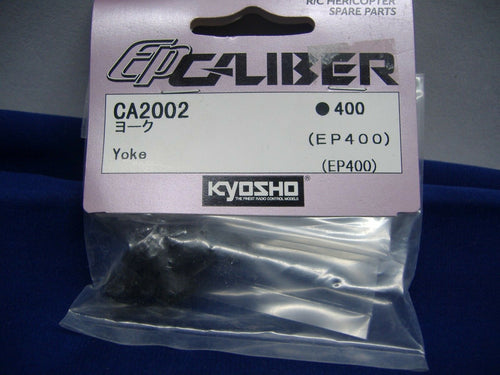 R/C HERICOPTER
SPARE PARTS
EP CALIBER
CA2002 ●400
ヨーク (EP400)
Yoke (EP400)
KYOSHO
THE FINEST RADIO CONTROL MODELS